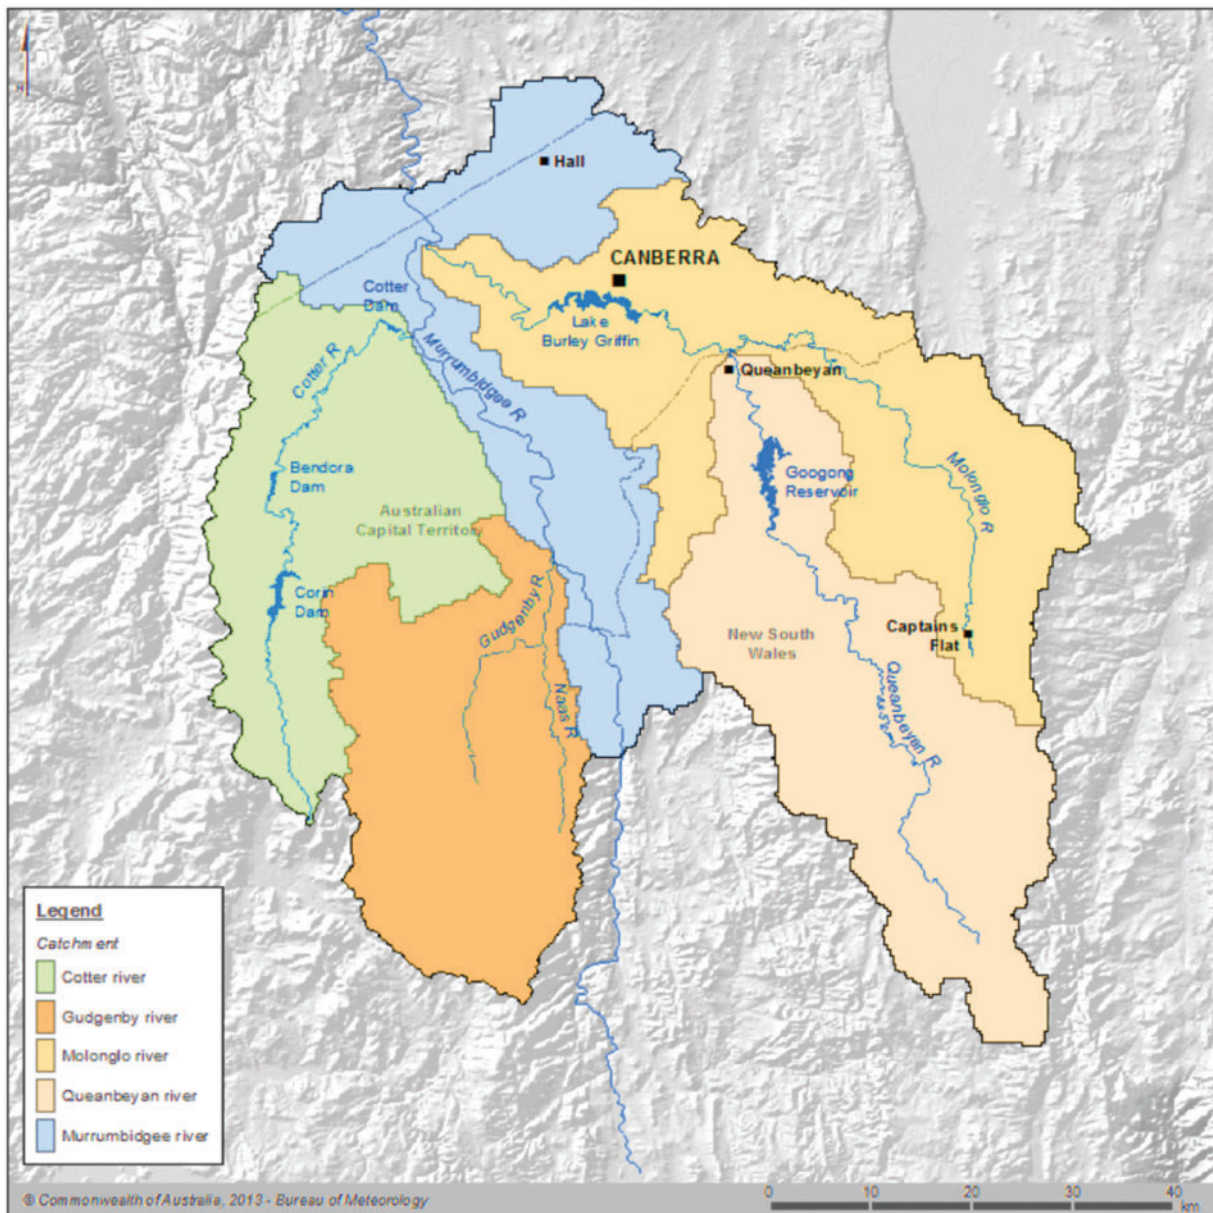 N
Hall
CANBERRA
Cotter
Dam
Lake
Burley Griffin
Murrumbidgee R
Cotter R
Queanbeyan
Bendora
Dam
Googong
Reservoir
Molonglo R
Australian
Capital Territory
Corin
Dam
Gudgenby R
New South
Wales
Captains
Flat
Naas R
Queanbeyan R
Legend
Catchment
Cotter river
Gudgenby river
Molonglo river
Queanbeyan river
Murrumbidgee river
© Commonwealth of Australia, 2013 - Bureau of Meteorology
0 10 20 30 40
km